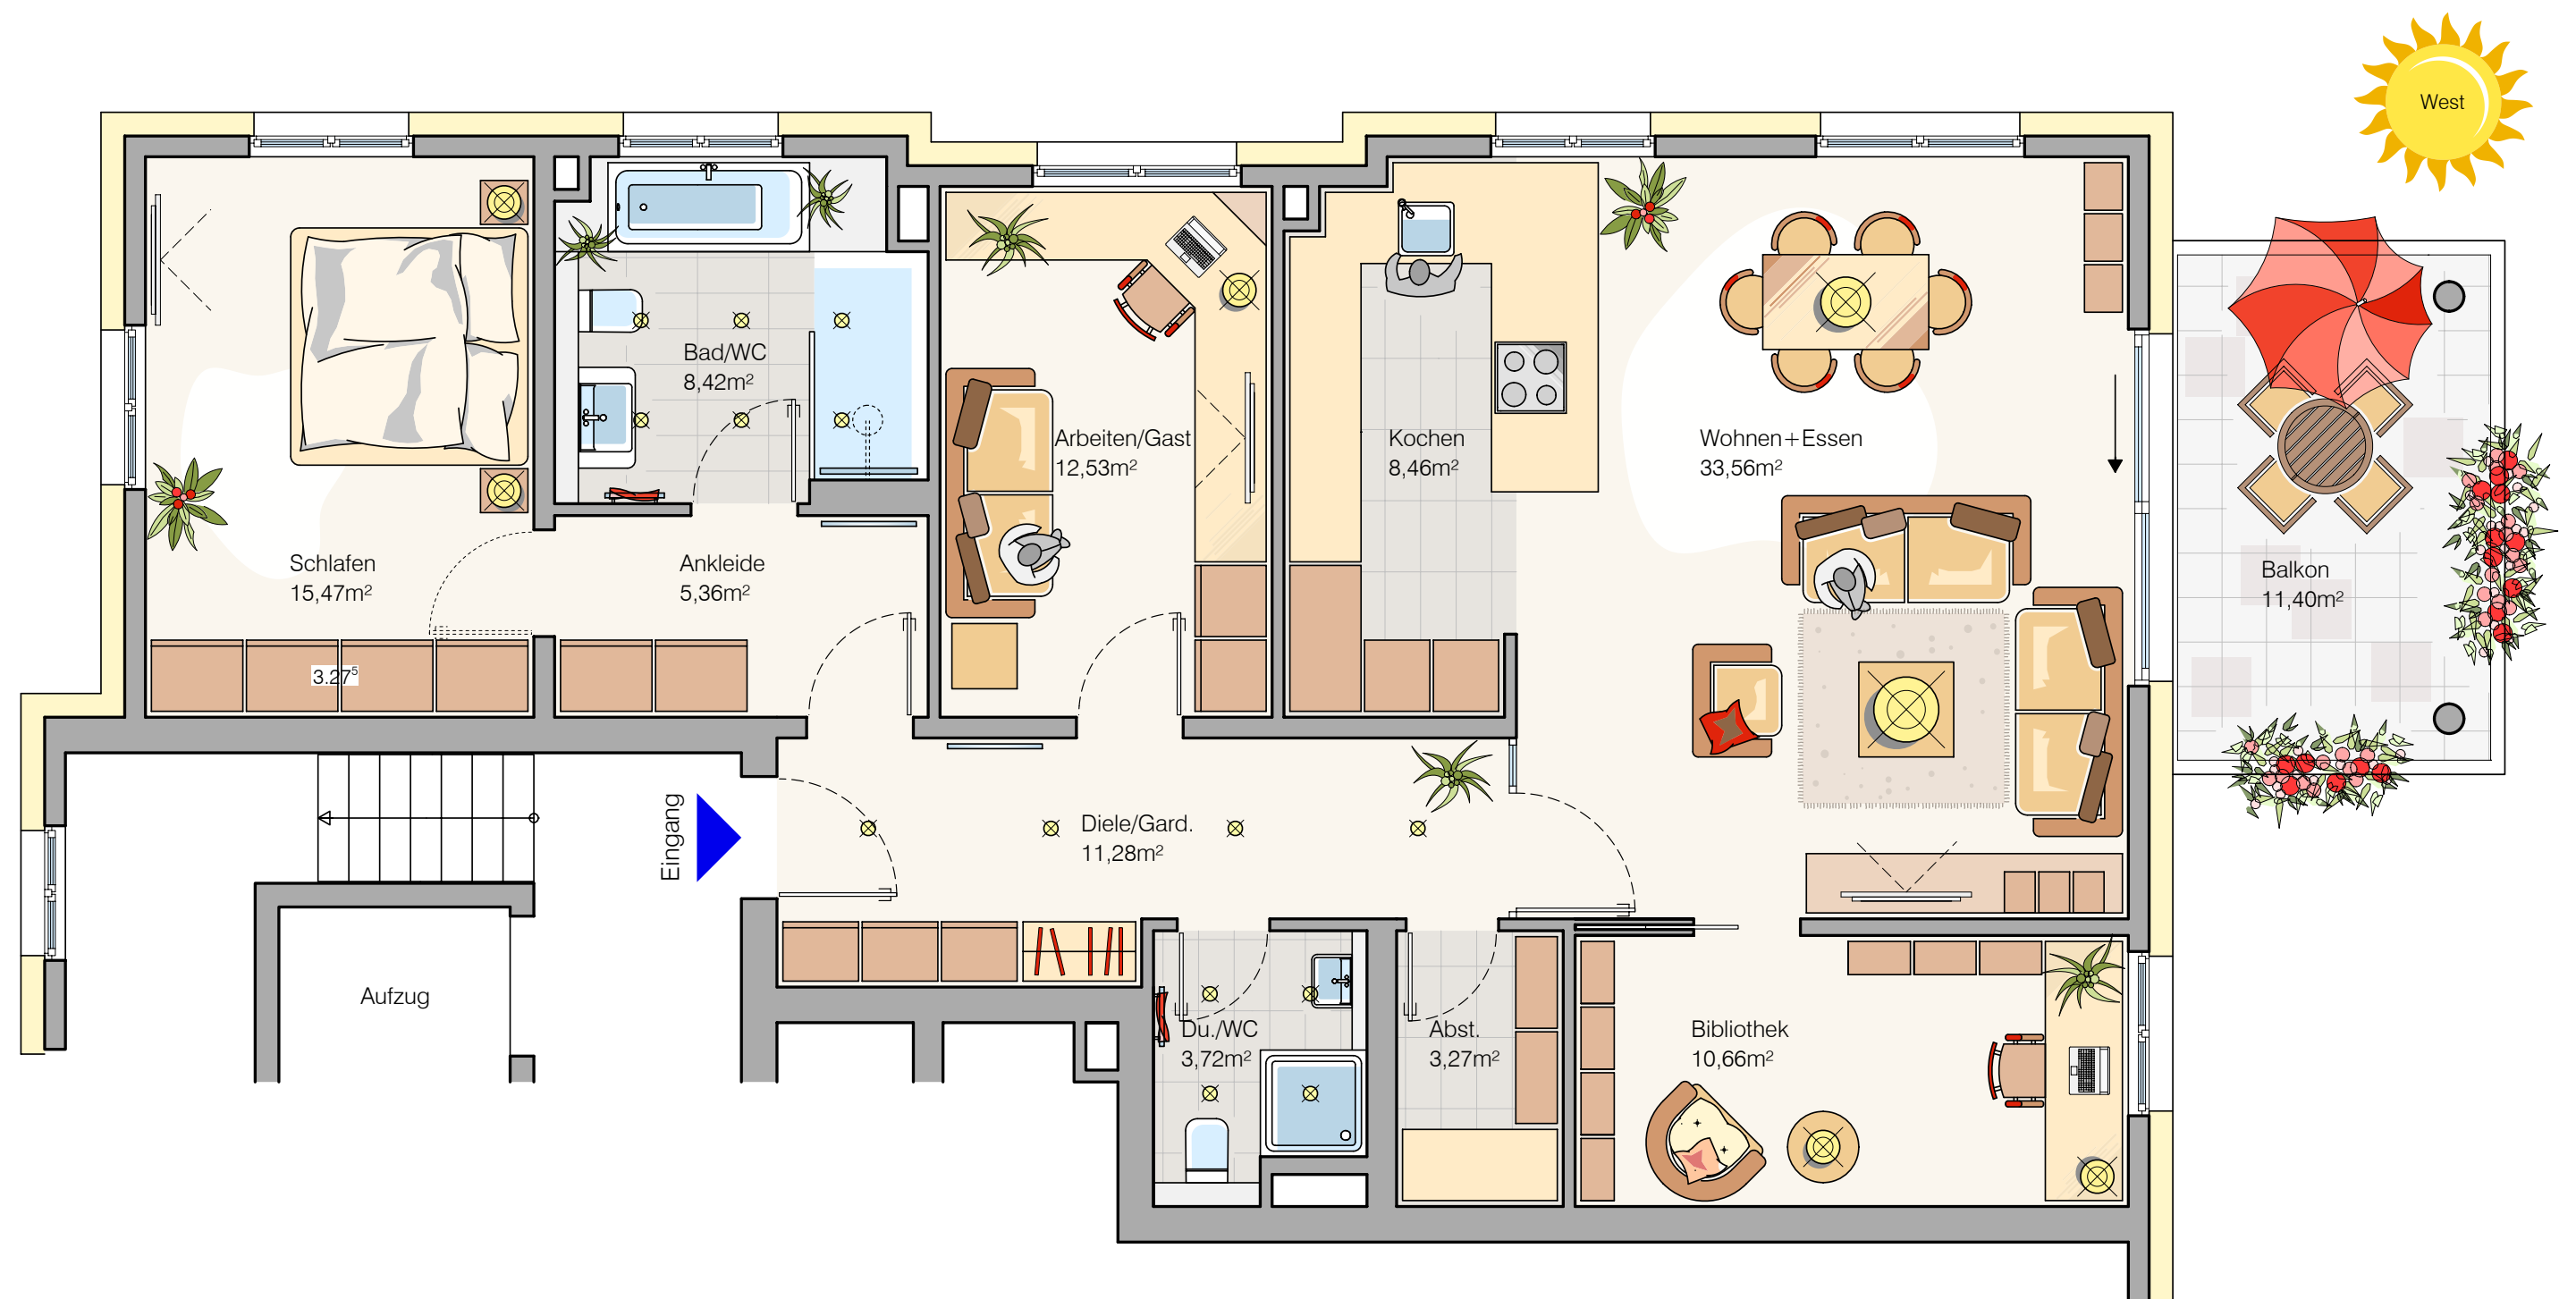 West
Bad/WC
8,42m²
Arbeiten/Gast
12,53m²
Kochen
8,46m²
Wohnen+Essen
33,56m²
Schlafen
15,47m²
Ankleide
5,36m²
Balkon
11,40m²
3.27⁵
Eingang
Diele/Gard.
11,28m²
Aufzug
Du./WC
3,72m²
Abst.
3,27m²
Bibliothek
10,66m²